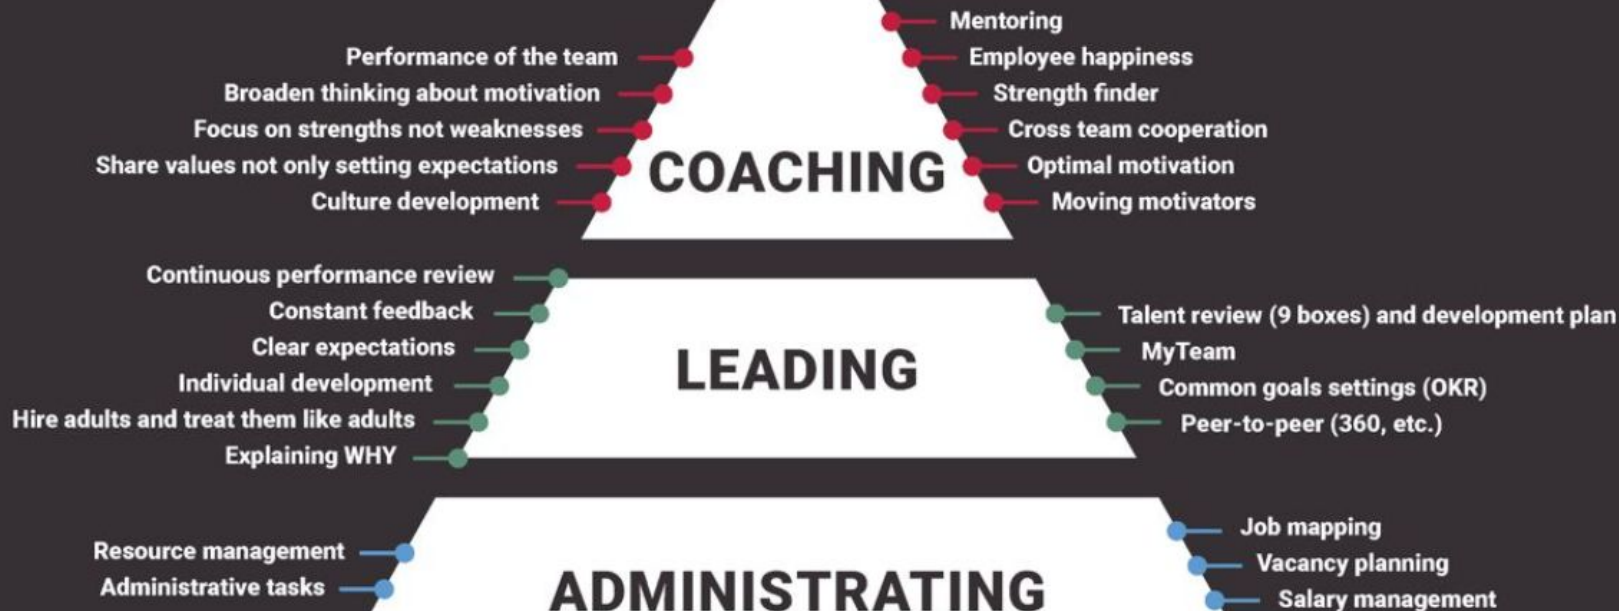 Mentoring
Performance of the team
Employee happiness
Broaden thinking about motivation
Strength finder
Focus on strengths not weaknesses
Cross team cooperation
Share values not only setting expectations
COACHING
Optimal motivation
Culture development
Moving motivators
Continuous performance review
Constant feedback
Talent review (9 boxes) and development plan
Clear expectations
MyTeam
LEADING
Individual development
Common goals settings (OKR)
Hire adults and treat them like adults
Peer-to-peer (360, etc.)
Explaining WHY
Job mapping
Resource management
Vacancy planning
Administrative tasks
ADMINISTRATING
Salary management